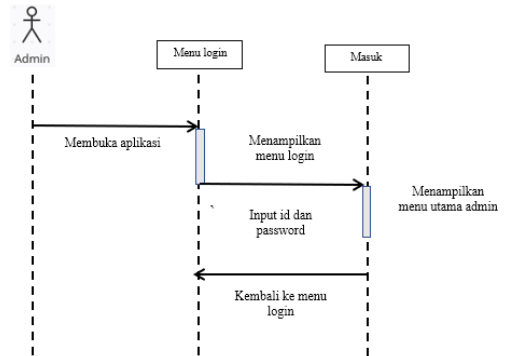 Admin
Menu login
Masuk
Membuka aplikasi
Menampilkan
menu login
Menampilkan
menu utama admin
Input id dan
password
Kembali ke menu
login